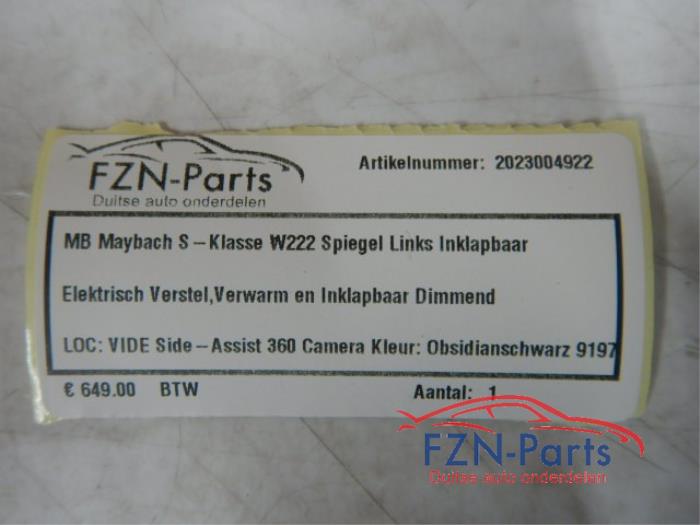 FZN-Parts
Duitse auto onderdelen
Artikelnummer: 2023004922
MB Maybach S-Klasse W222 Spiegel Links Inklapbaar
Elektrisch Verstel,Verwarm en Inklapbaar Dimmend
LOC: VIDE Side-Assist 360 Camera Kleur: Obsidianschwarz 9197
€ 649.00 BTW
Aantal: 1
FZN-Parts
Duitse auto onderdelen